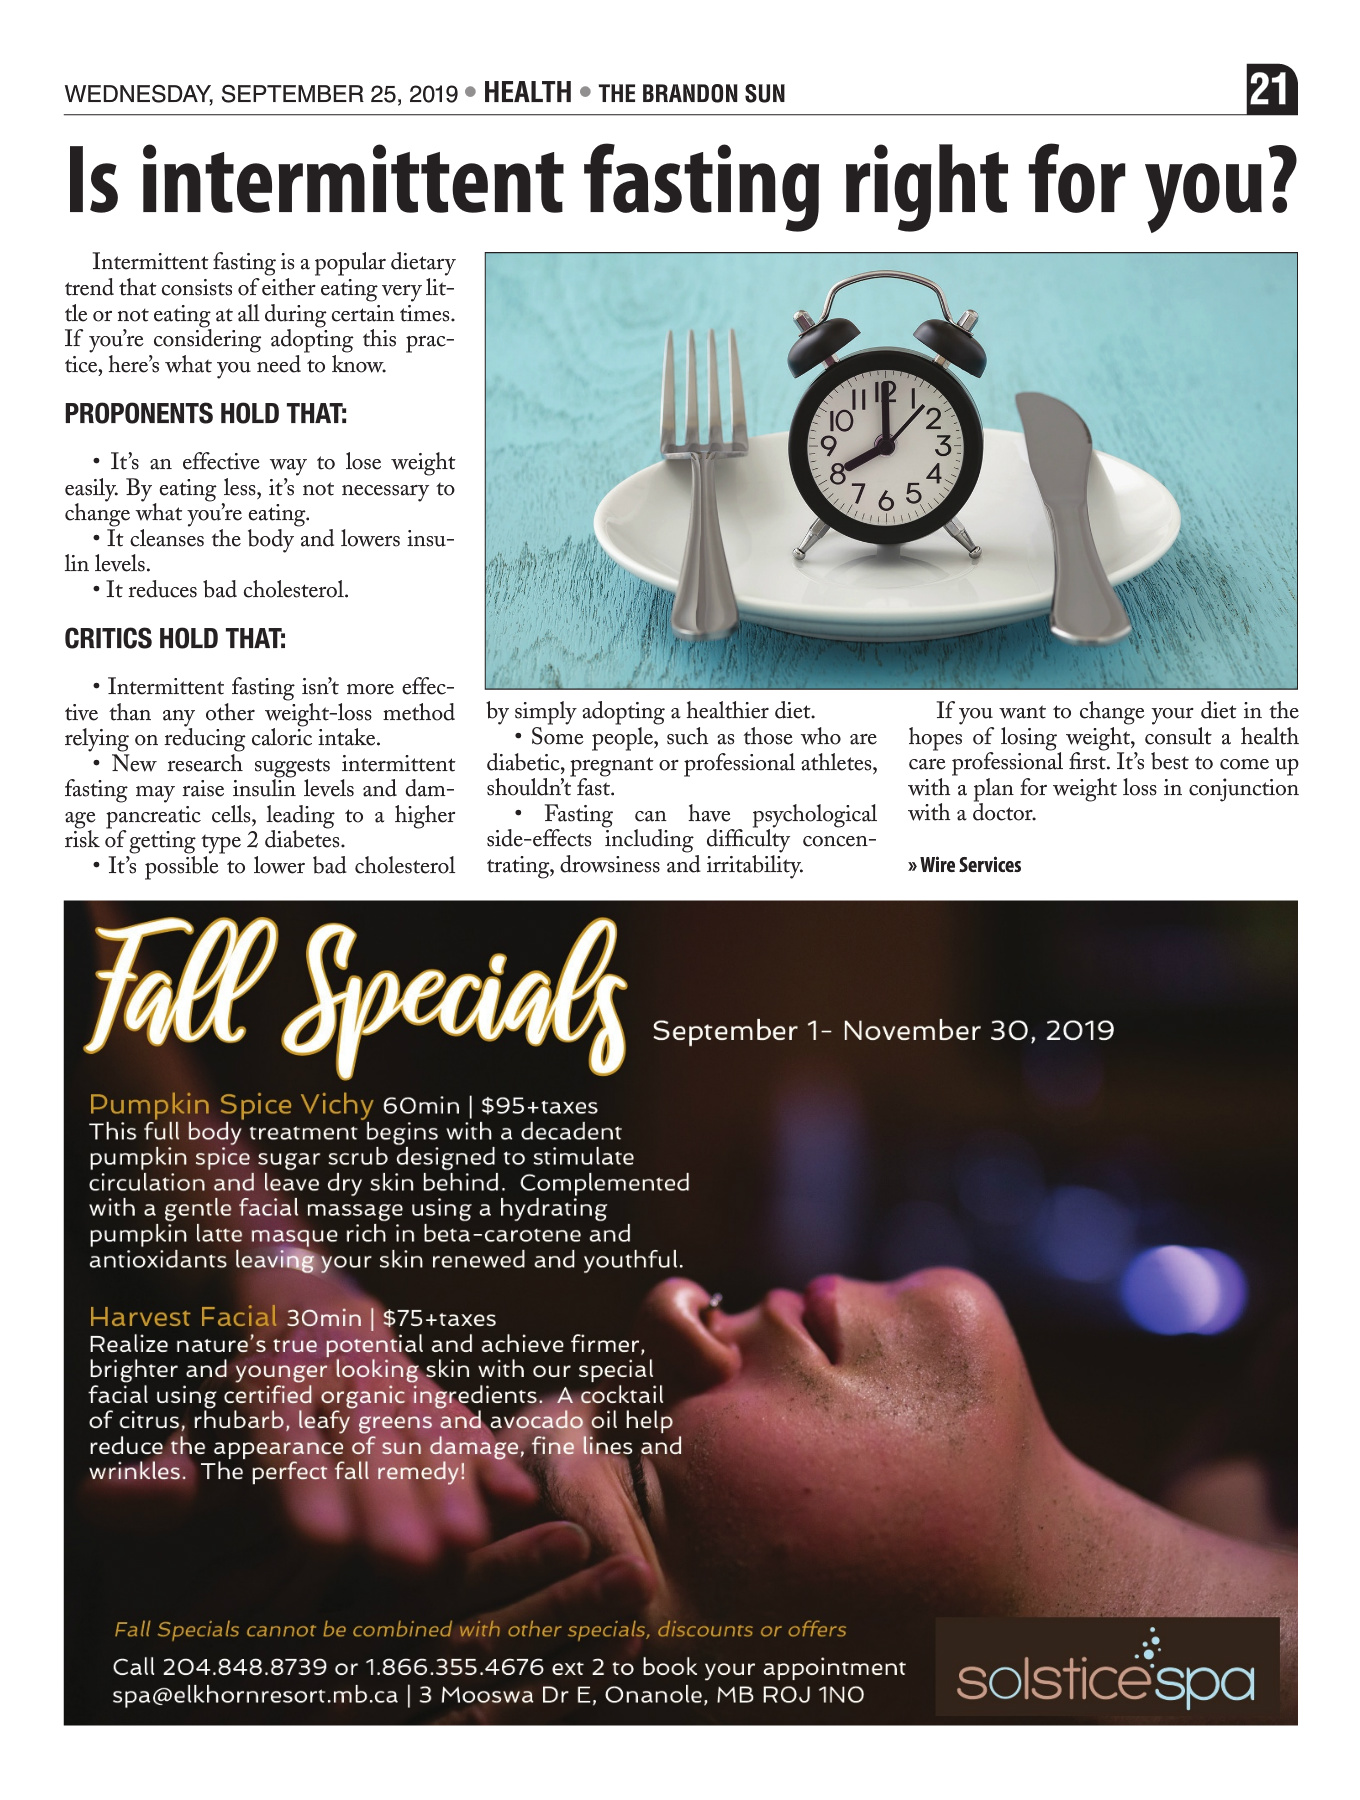 WEDNESDAY, SEPTEMBER 25, 2019 • HEALTH • THE BRANDON SUN
21
Is intermittent fasting right for you?
Intermittent fasting is a popular dietary
trend that consists of either eating very lit-
tle or not eating at all during certain times.
If you're considering adopting this prac-
tice, here's what you need to know.
PROPONENTS HOLD THAT:
• It's an effective way to lose weight
easily. By eating less, it's not necessary to
change what you're eating.
• It cleanses the body and lowers insu-
lin levels.
• It reduces bad cholesterol.
CRITICS HOLD THAT:
• Intermittent fasting isn't more effec-
tive than any other weight-loss method
relying on reducing caloric intake.
• New research suggests intermittent
fasting may raise insulin levels and dam-
age pancreatic cells, leading to a higher
risk of getting type 2 diabetes.
• It's possible to lower bad cholesterol
12
1
2
3
4
5
6
7
8
9
10
11
by simply adopting a healthier diet.
• Some people, such as those who are
diabetic, pregnant or professional athletes,
shouldn't fast.
• Fasting can have psychological
side-effects including difficulty concen-
trating, drowsiness and irritability.
If you want to change your diet in the
hopes of losing weight, consult a health
care professional first. It's best to come up
with a plan for weight loss in conjunction
with a doctor.
» Wire Services
Fall Specials
September 1- November 30, 2019
Pumpkin Spice Vichy 60min | $95+taxes
This full body treatment begins with a decadent
pumpkin spice sugar scrub designed to stimulate
circulation and leave dry skin behind. Complemented
with a gentle facial massage using a hydrating
pumpkin latte masque rich in beta-carotene and
antioxidants leaving your skin renewed and youthful.
Harvest Facial 30min | $75+taxes
Realize nature's true potential and achieve firmer,
brighter and younger looking skin with our special
facial using certified organic ingredients. A cocktail
of citrus, rhubarb, leafy greens and avocado oil help
reduce the appearance of sun damage, fine lines and
wrinkles. The perfect fall remedy!
Fall Specials cannot be combined with other specials, discounts or offers
Call 204.848.8739 or 1.866.355.4676 ext 2 to book your appointment
spa@elkhornresort.mb.ca | 3 Mooswa Dr E, Onanole, MB R0J 1N0
solstice spa